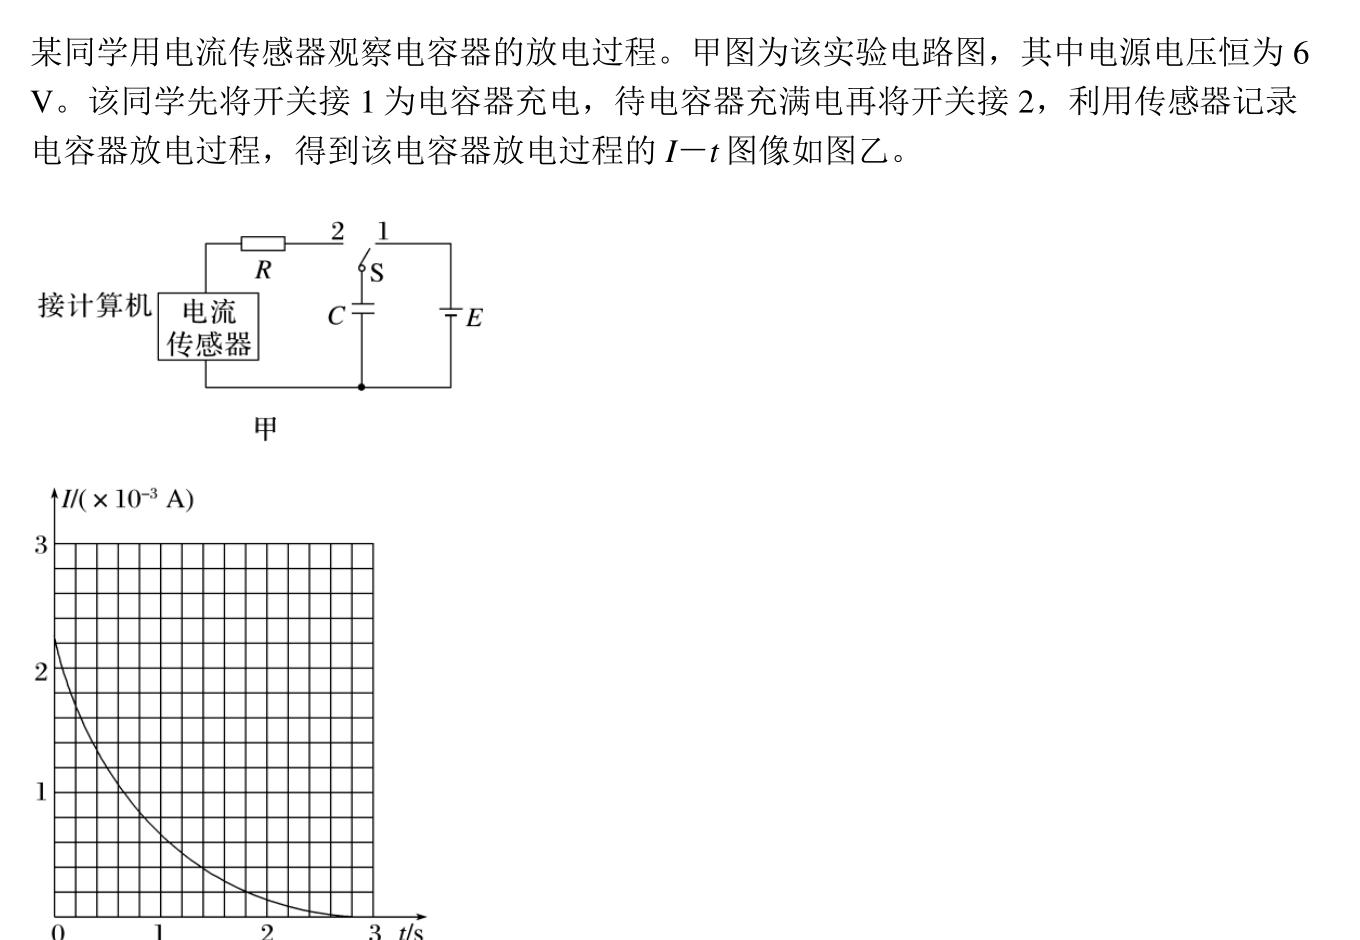 某同学用电流传感器观察电容器的放电过程。甲图为该实验电路图，其中电源电压恒为 6
V。该同学先将开关接 1 为电容器充电，待电容器充满电再将开关接 2，利用传感器记录
电容器放电过程，得到该电容器放电过程的 I－t 图像如图乙。
2 1
R
S
接计算机
电流
传感器
C
E
甲
I/(×10⁻³ A)
3
2
1
0 1 2 3 t/s